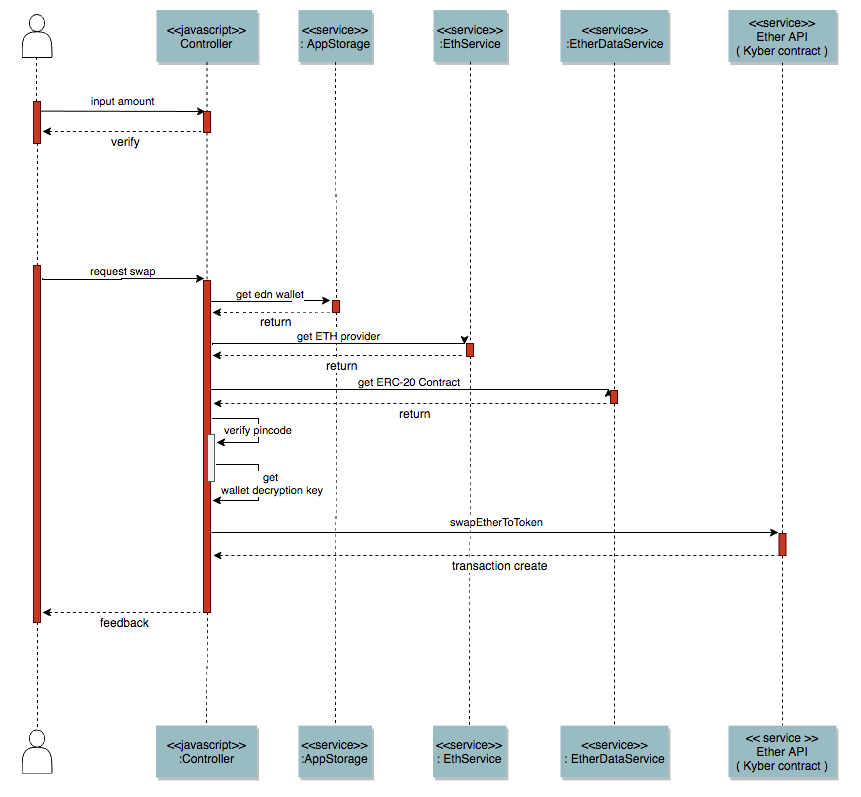 <<javascript>>
Controller
<<service>>
: AppStorage
<<service>>
:EthService
<<service>>
:EtherDataService
<<service>>
Ether API
( Kyber contract )
input amount
verify
request swap
get edn wallet
return
get ETH provider
return
get ERC-20 Contract
return
verify pincode
get
wallet decryption key
swapEtherToToken
transaction create
feedback
<<javascript>>
:Controller
<<service>>
:AppStorage
<<service>>
: EthService
<<service>>
: EtherDataService
<< service >>
Ether API
( Kyber contract )